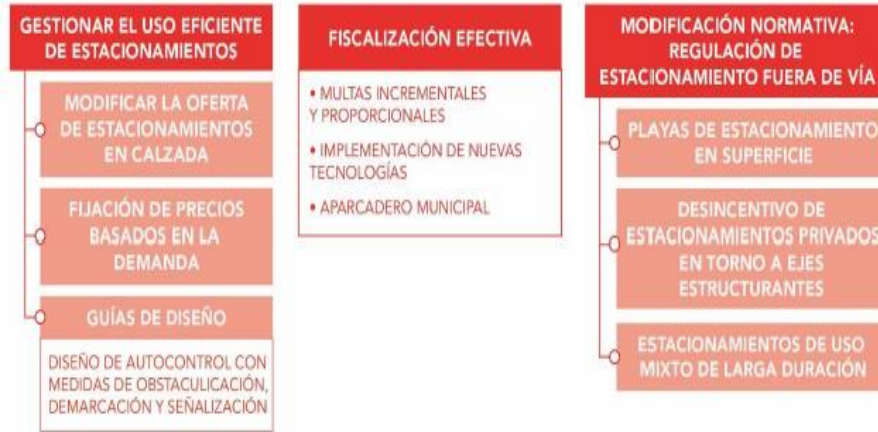 GESTIONAR EL USO EFICIENTE
DE ESTACIONAMIENTOS
MODIFICAR LA OFERTA
DE ESTACIONAMIENTOS
EN CALZADA
FIJACIÓN DE PRECIOS
BASADOS EN LA
DEMANDA
GUÍAS DE DISEÑO
DISEÑO DE AUTOCONTROL CON
MEDIDAS DE OBSTACULICACIÓN,
DEMARCACIÓN Y SEÑALIZACIÓN
FISCALIZACIÓN EFECTIVA
• MULTAS INCREMENTALES
Y PROPORCIONALES
• IMPLEMENTACIÓN DE NUEVAS
TECNOLOGÍAS
• APARCADERO MUNICIPAL
MODIFICACIÓN NORMATIVA:
REGULACIÓN DE
ESTACIONAMIENTO FUERA DE VÍA
PLAYAS DE ESTACIONAMIENTO
EN SUPERFICIE
DESINCENTIVO DE
ESTACIONAMIENTOS PRIVADOS
EN TORNO A EJES
ESTRUCTURANTES
ESTACIONAMIENTOS DE USO
MIXTO DE LARGA DURACIÓN